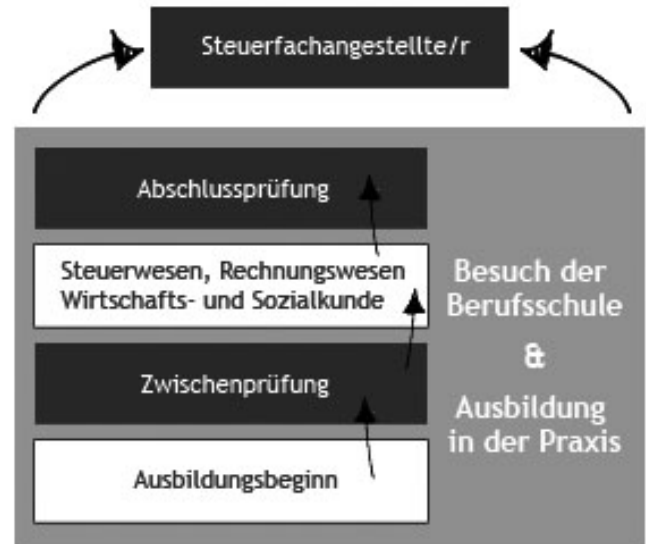 Steuerfachangestellte/r
Abschlussprüfung
Steuerwesen, Rechnungswesen
Wirtschafts- und Sozialkunde
Zwischenprüfung
Ausbildungsbeginn
Besuch der
Berufsschule
&
Ausbildung
in der Praxis